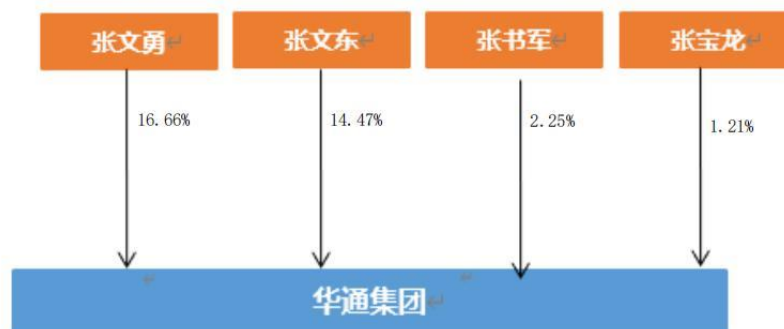 张文勇
张文东
张书军
张宝龙
16.66%
14.47%
2.25%
1.21%
华通集团